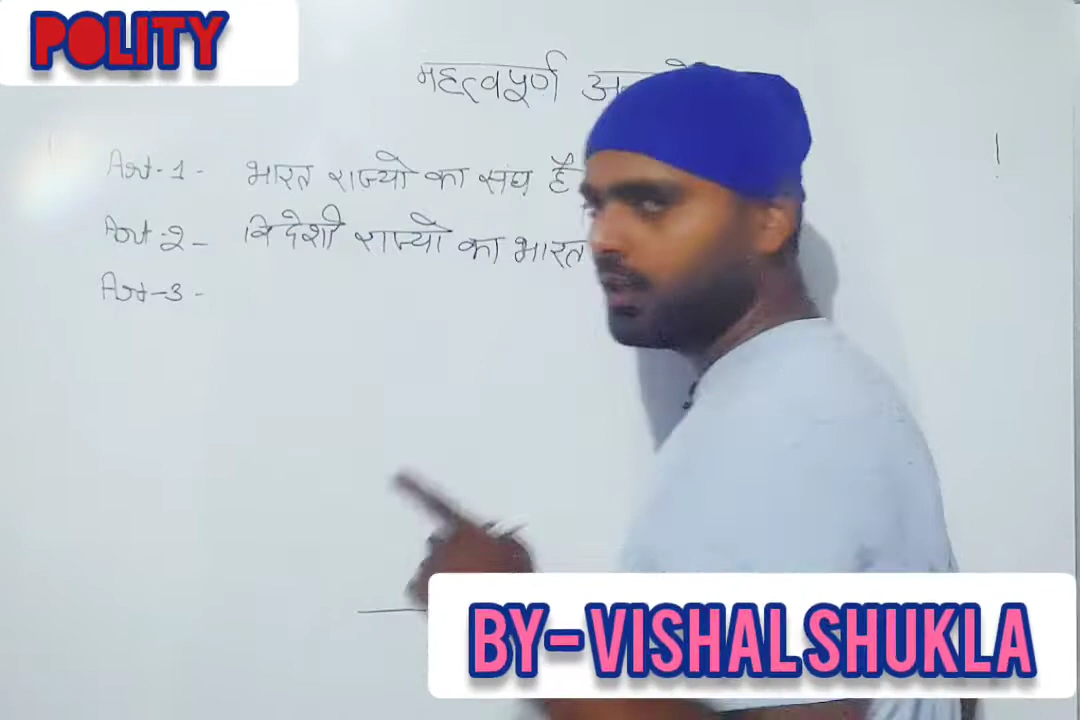 POLITY
महत्वपूर्ण
Art-1- भारत राज्यो का संघ है
Art-2- विदेशी राज्यो का भारत
Art-3-
BY-VISHAL SHUKLA